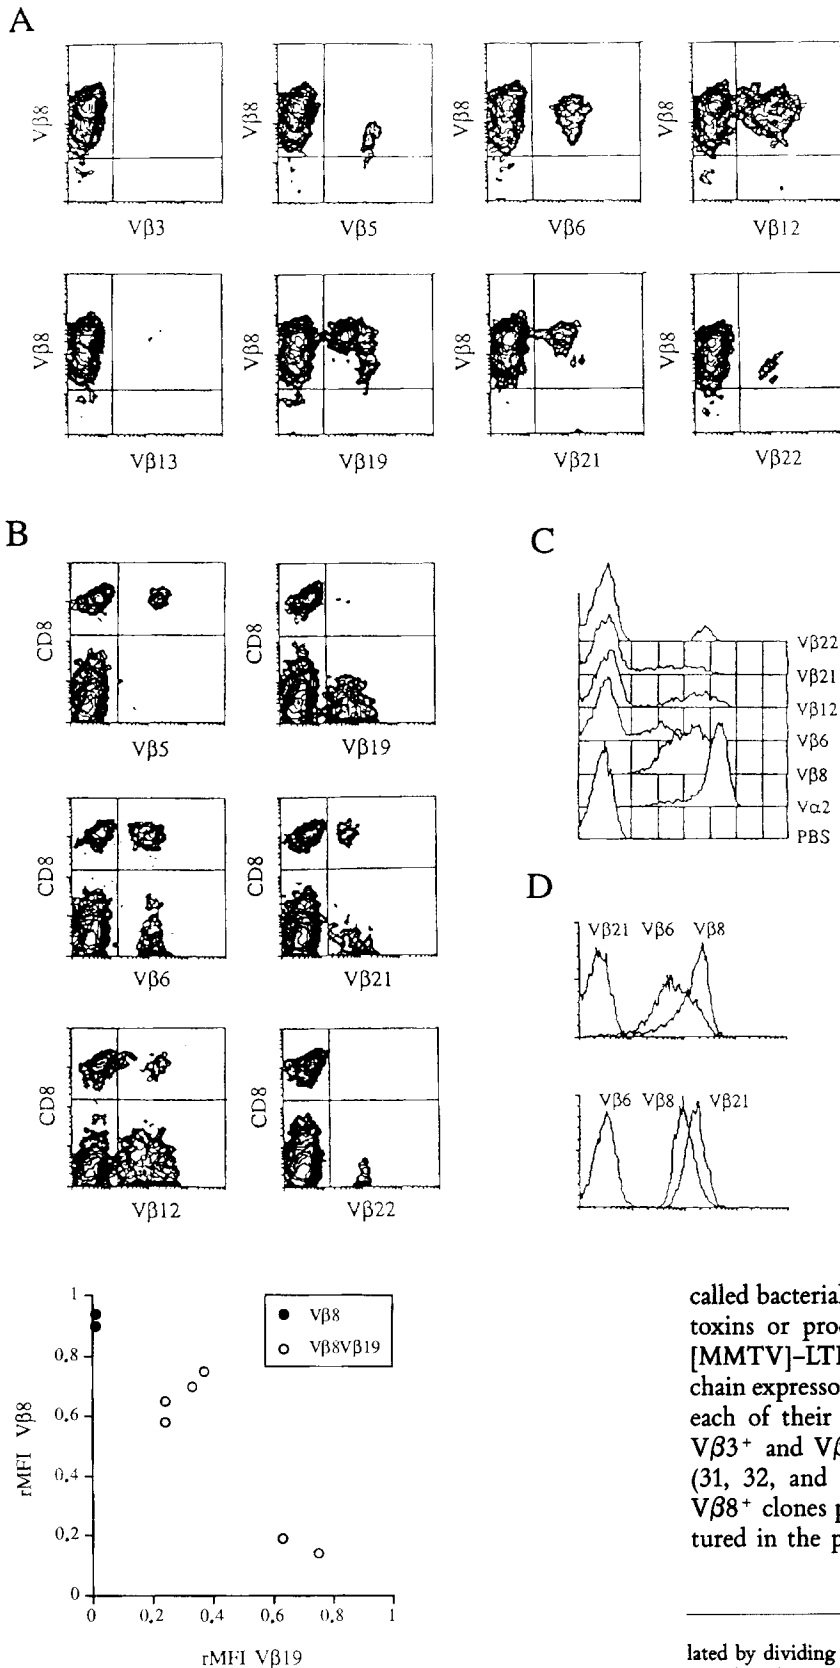 A
Vβ8
Vβ3
Vβ8
Vβ5
Vβ8
Vβ6
Vβ8
Vβ12
Vβ8
Vβ13
Vβ8
Vβ19
Vβ8
Vβ21
Vβ8
Vβ22
B
CD8
Vβ5
CD8
Vβ19
CD8
Vβ6
CD8
Vβ21
CD8
Vβ12
CD8
Vβ22
C
Vβ22
Vβ21
Vβ12
Vβ6
Vβ8
Vα2
PBS
D
Vβ21 Vβ6 Vβ8
Vβ6 Vβ8 Vβ21
rMFI Vβ8
1
0.8
0.6
0.4
0.2
0
0 0.2 0.4 0.6 0.8 1
rMFI Vβ19
● Vβ8
○ Vβ8Vβ19
called bacterial
toxins or pro
[MMTV]–LT
chain expresso
each of their
Vβ3⁺ and Vβ
(31, 32, and
Vβ8⁺ clones p
tured in the p
lated by dividing